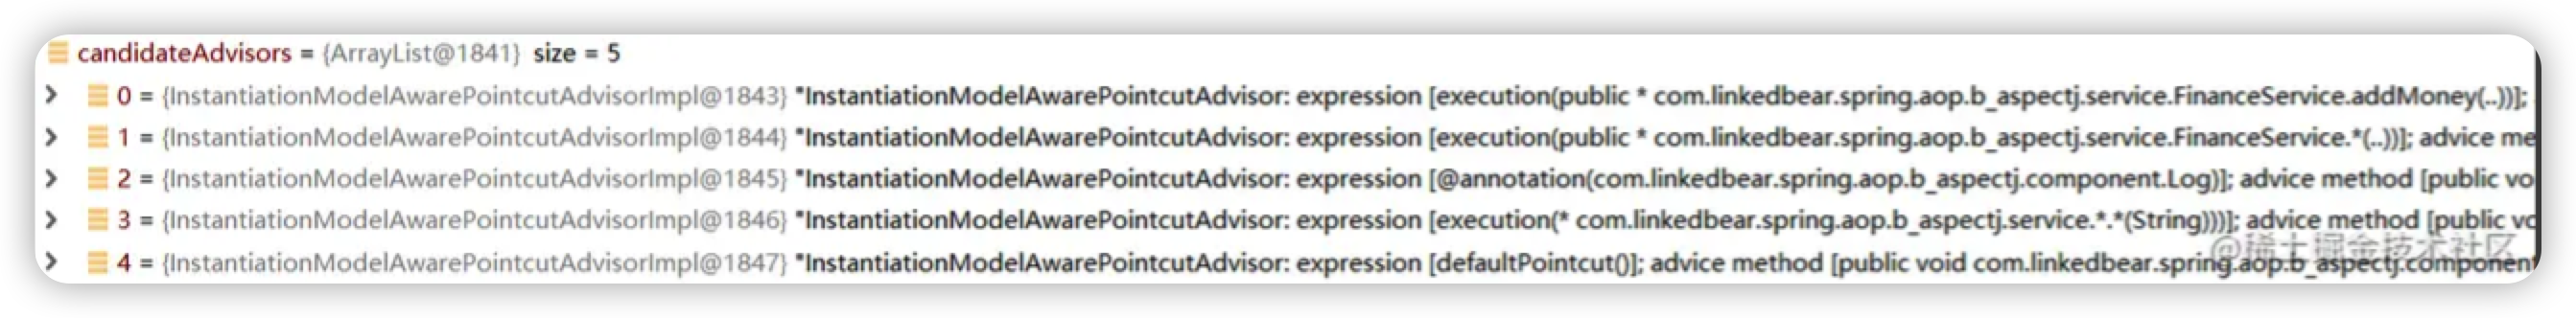 candidateAdvisors = {ArrayList@1841} size = 5
0 = {InstantiationModelAwarePointcutAdvisorImpl@1843} "InstantiationModelAwarePointcutAdvisor: expression [execution(public * com.linkedbear.spring.aop.b_aspectj.service.FinanceService.addMoney(..))];
1 = {InstantiationModelAwarePointcutAdvisorImpl@1844} "InstantiationModelAwarePointcutAdvisor: expression [execution(public * com.linkedbear.spring.aop.b_aspectj.service.FinanceService.*(..))]; advice me
2 = {InstantiationModelAwarePointcutAdvisorImpl@1845} "InstantiationModelAwarePointcutAdvisor: expression [@annotation(com.linkedbear.spring.aop.b_aspectj.component.Log)]; advice method [public vo
3 = {InstantiationModelAwarePointcutAdvisorImpl@1846} "InstantiationModelAwarePointcutAdvisor: expression [execution(* com.linkedbear.spring.aop.b_aspectj.service.*.*(String)))]; advice method [public vo
4 = {InstantiationModelAwarePointcutAdvisorImpl@1847} "InstantiationModelAwarePointcutAdvisor: expression [defaultPointcut()]; advice method [public void com.linkedbear.spring.aop.b_aspectj.component
@稀土掘金技术社区